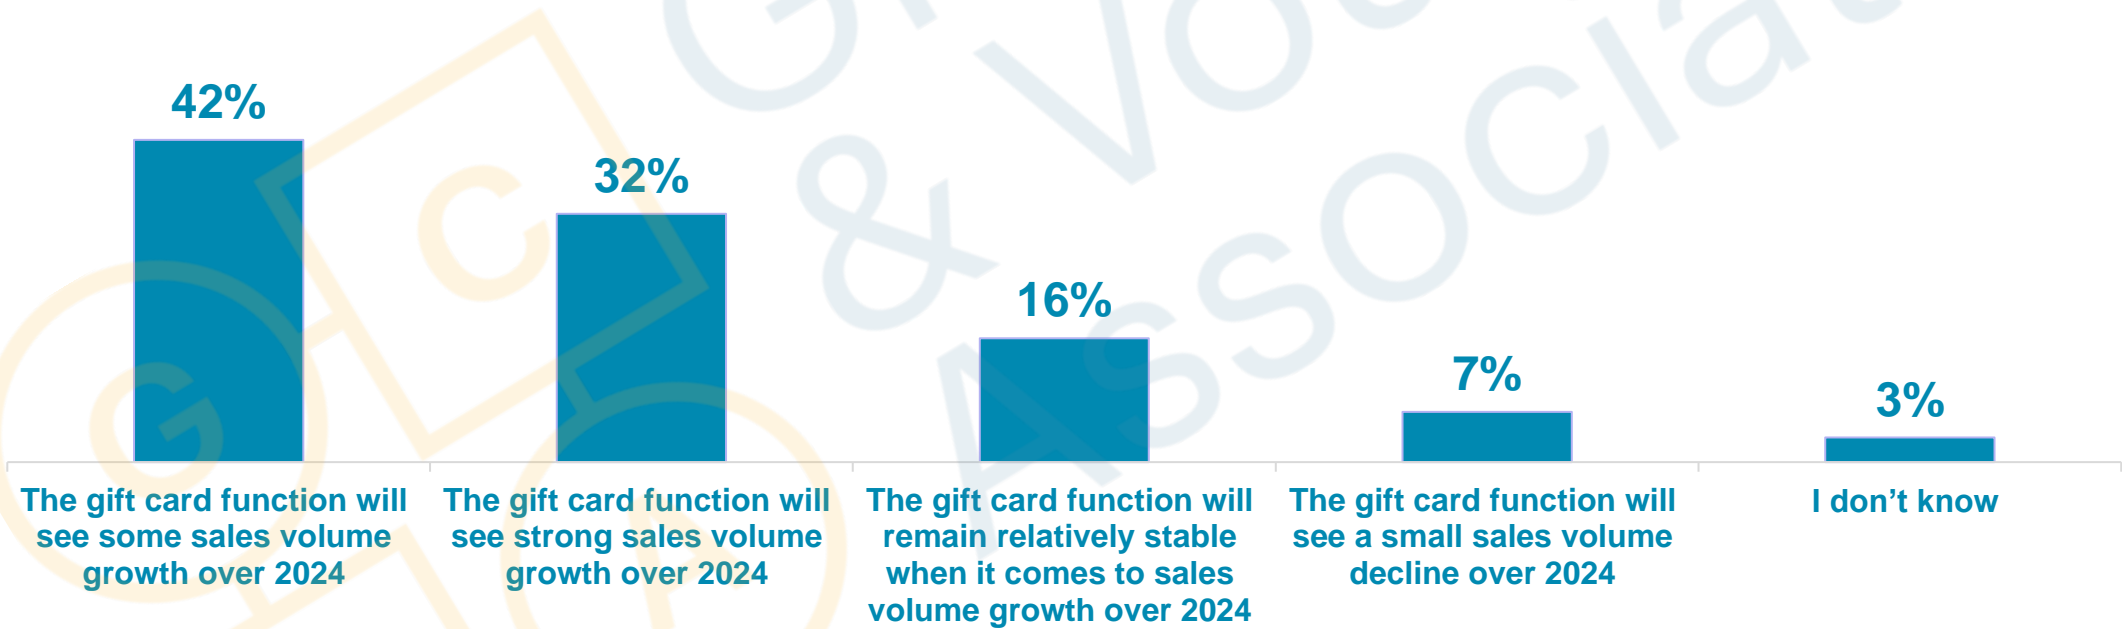 42%
32%
16%
7%
3%
The gift card function will
see some sales volume
growth over 2024
The gift card function will
see strong sales volume
growth over 2024
The gift card function will
remain relatively stable
when it comes to sales
volume growth over 2024
The gift card function will
see a small sales volume
decline over 2024
I don’t know
G
C
A
&